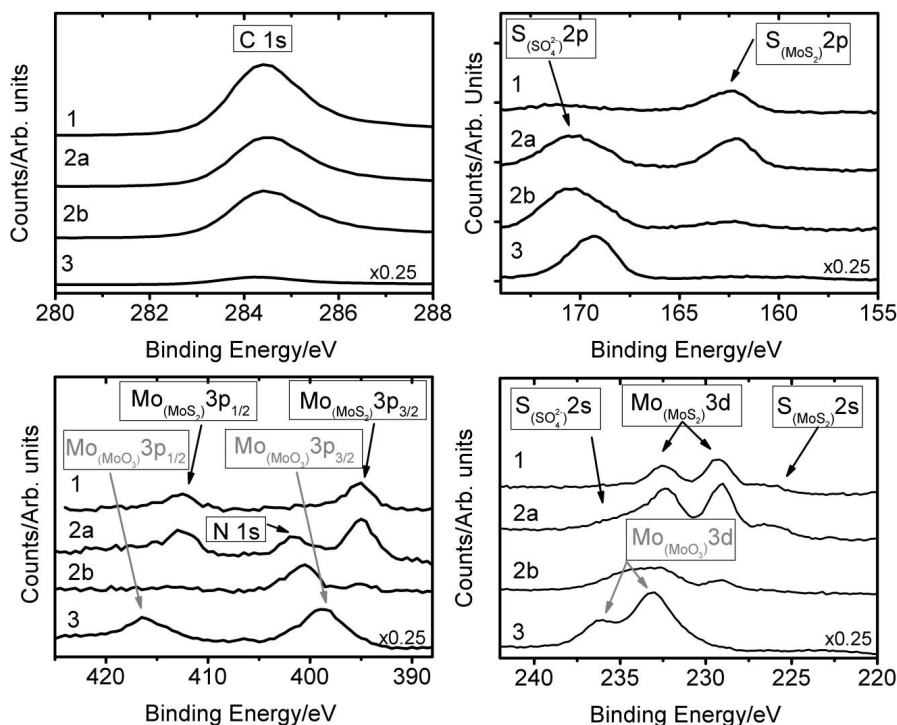 C 1s
1
2a
2b
3
x0.25
280 282 284 286 288
Binding Energy/eV
Counts/Arb. units
S(SO₄²⁻)2p
S(MoS₂)2p
1
2a
2b
3
x0.25
170 165 160 155
Binding Energy/eV
Counts/Arb. Units
Mo(MoS₂)3p1/2
Mo(MoS₂)3p3/2
Mo(MoO₃)3p1/2
Mo(MoO₃)3p3/2
1
N 1s
2a
2b
3
x0.25
420 410 400 390
Binding Energy/eV
Counts/Arb. units
S(SO₄²⁻)2s
Mo(MoS₂)3d
S(MoS₂)2s
1
2a
Mo(MoO₃)3d
2b
3
x0.25
240 235 230 225 220
Binding Energy/eV
Counts/Arb. units